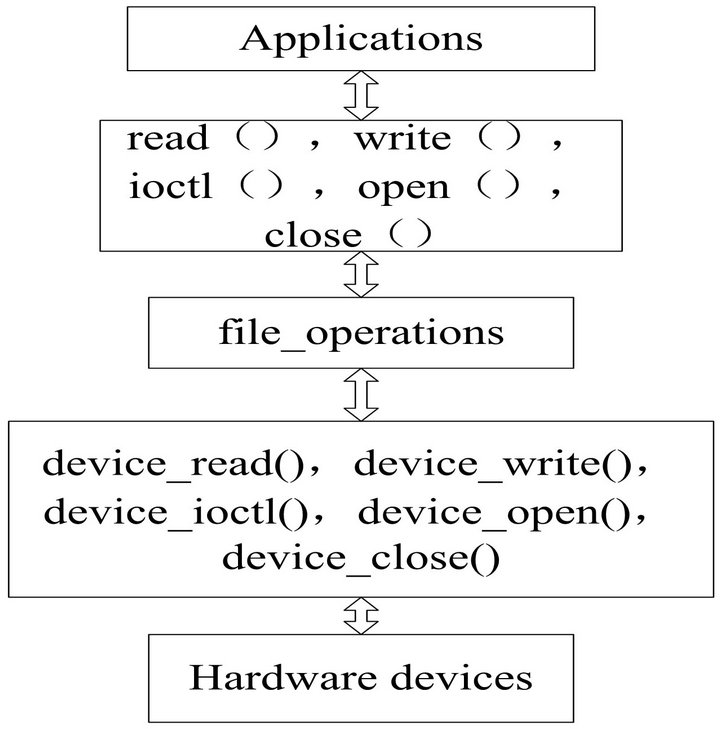 Applications
read（），write（），
ioctl（），open（），
close（）
file_operations
device_read()，device_write()，
device_ioctl()，device_open()，
device_close()
Hardware devices